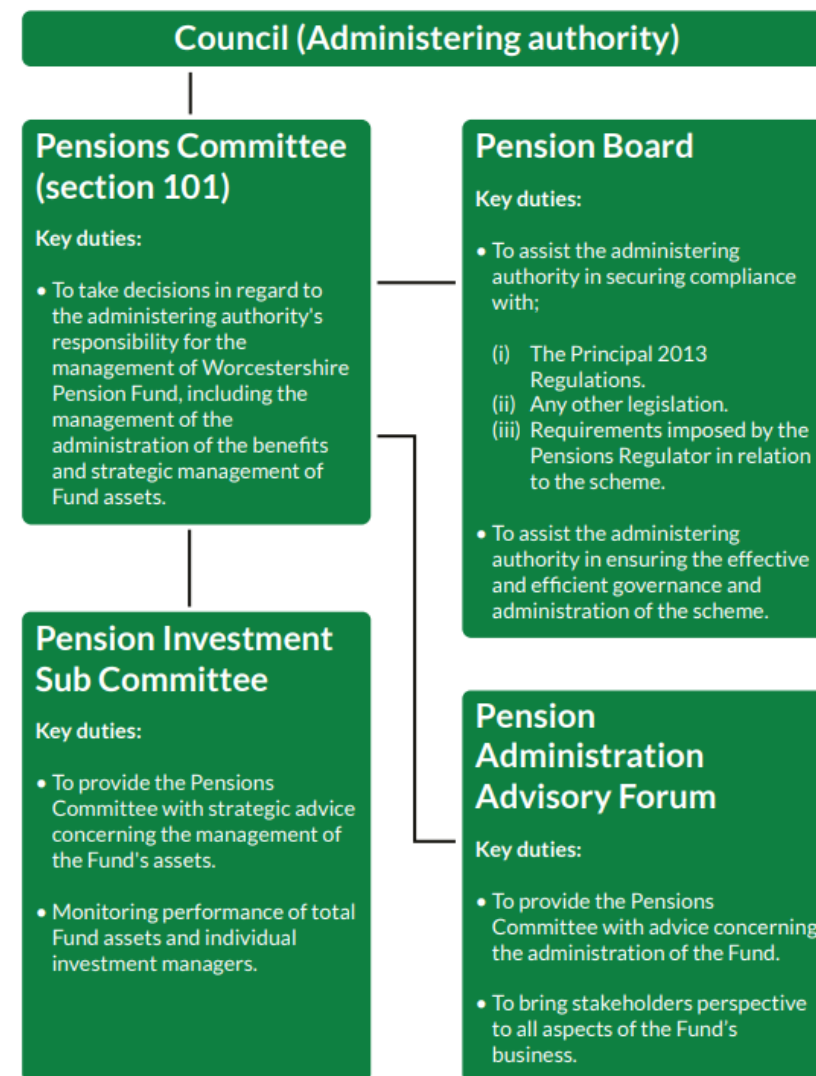 Council (Administering authority)
Pensions Committee
(section 101)
Key duties:
• To take decisions in regard to
the administering authority's
responsibility for the
management of Worcestershire
Pension Fund, including the
management of the
administration of the benefits
and strategic management of
Fund assets.
Pension Board
Key duties:
• To assist the administering
authority in securing compliance
with;
(i) The Principal 2013
Regulations.
(ii) Any other legislation.
(iii) Requirements imposed by the
Pensions Regulator in relation
to the scheme.
• To assist the administering
authority in ensuring the effective
and efficient governance and
administration of the scheme.
Pension Investment
Sub Committee
Key duties:
• To provide the Pensions
Committee with strategic advice
concerning the management of
the Fund's assets.
• Monitoring performance of total
Fund assets and individual
investment managers.
Pension
Administration
Advisory Forum
Key duties:
• To provide the Pensions
Committee with advice concerning
the administration of the Fund.
• To bring stakeholders perspective
to all aspects of the Fund’s
business.